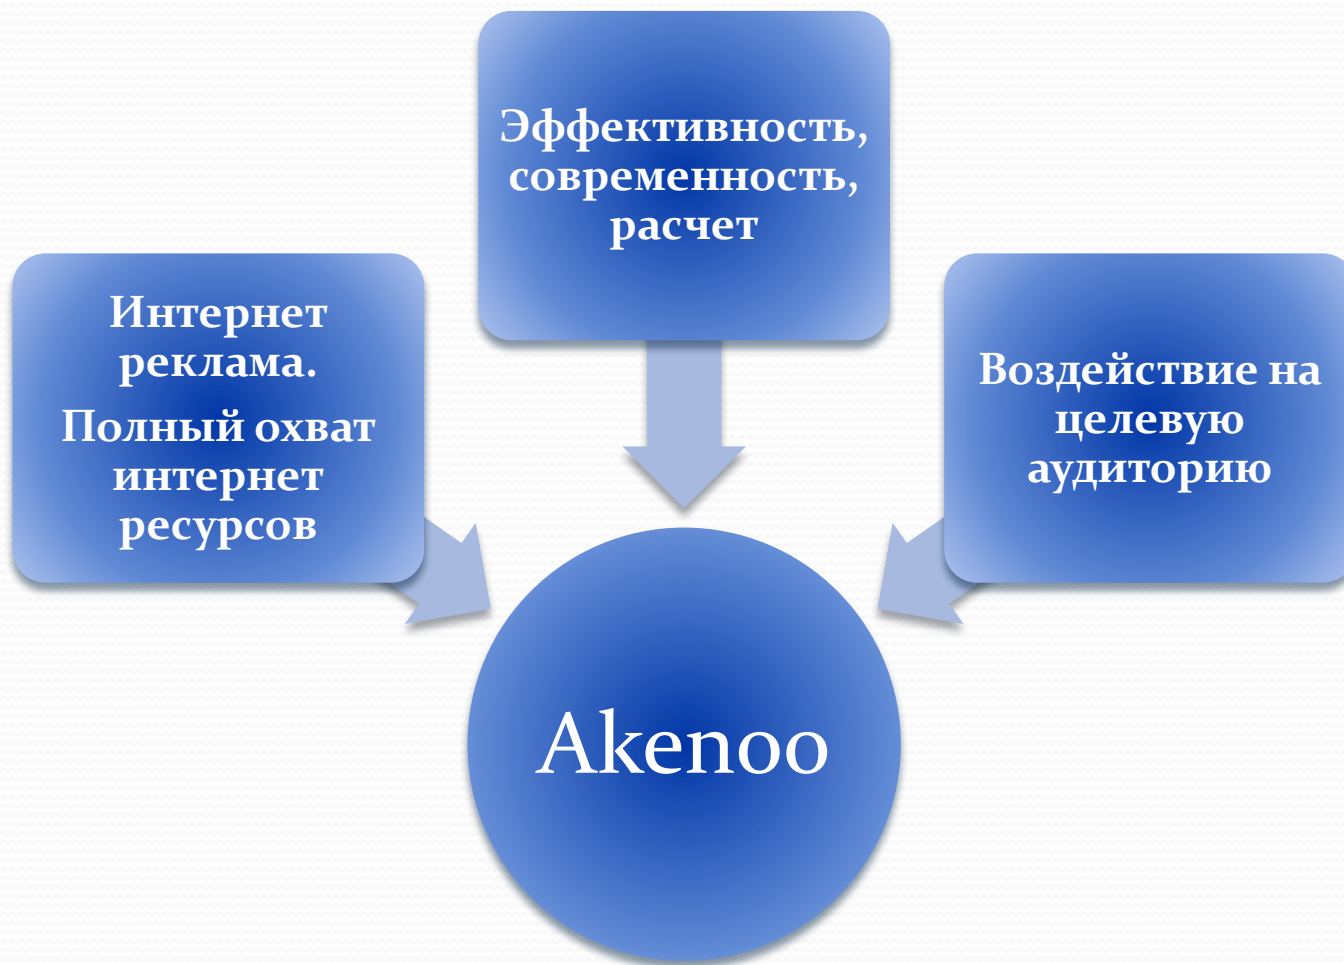 Эффективность,
современность,
расчет
Интернет
реклама.
Полный охват
интернет
ресурсов
Воздействие на
целевую
аудиторию
Akenoo